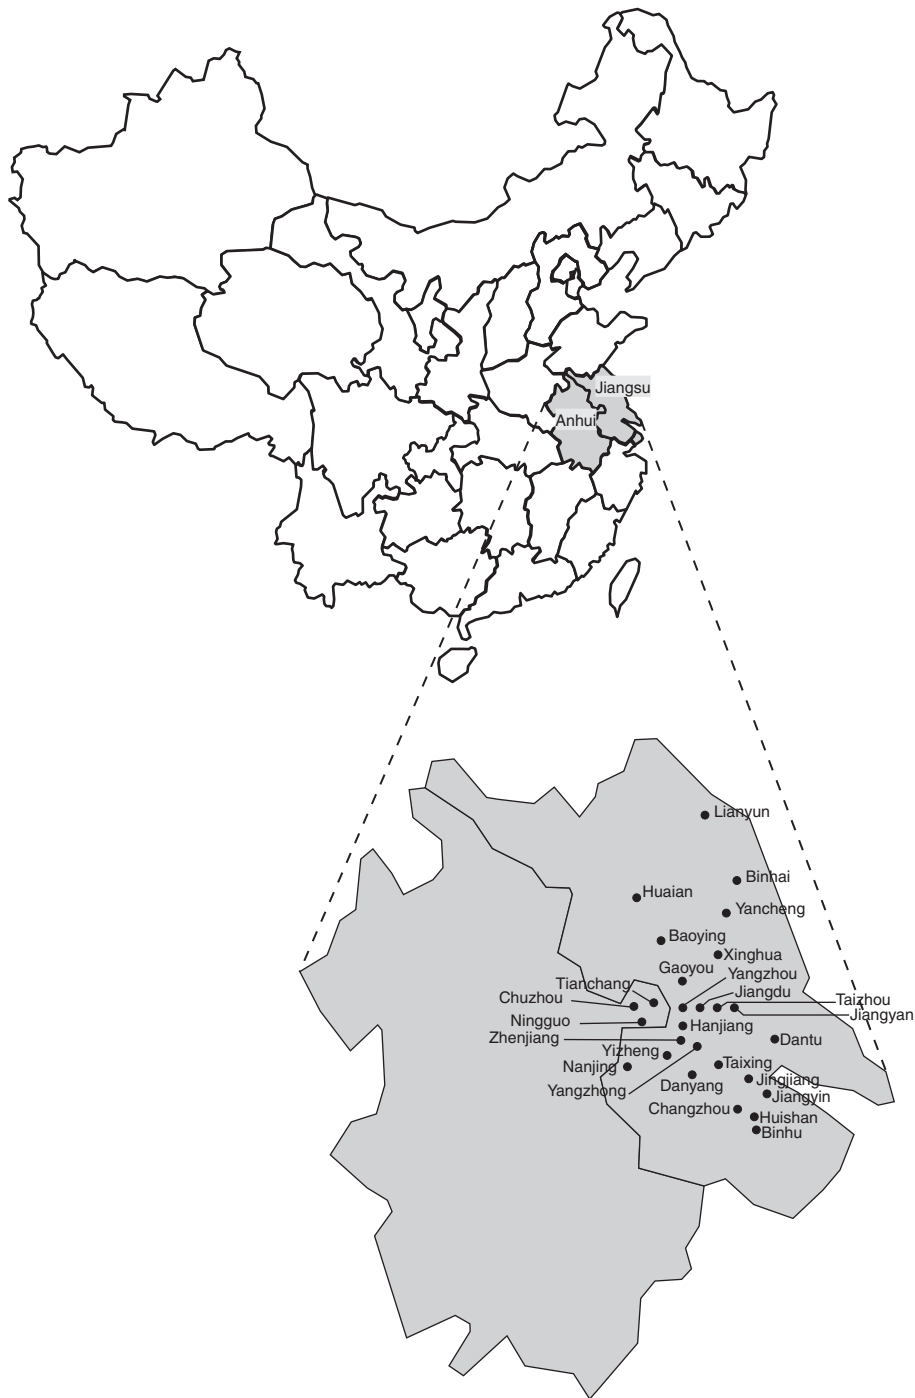 Jiangsu
Anhui
Lianyun
Binhai
Huaian
Yancheng
Baoying
Xinghua
Gaoyou
Yangzhou
Tianchang
Jiangdu
Chuzhou
Taizhou
Jiangyan
Ningguo
Hanjiang
Zhenjiang
Dantu
Yizheng
Nanjing
Taixing
Jingjiang
Danyang
Yangzhong
Jiangyin
Changzhou
Huishan
Binhu